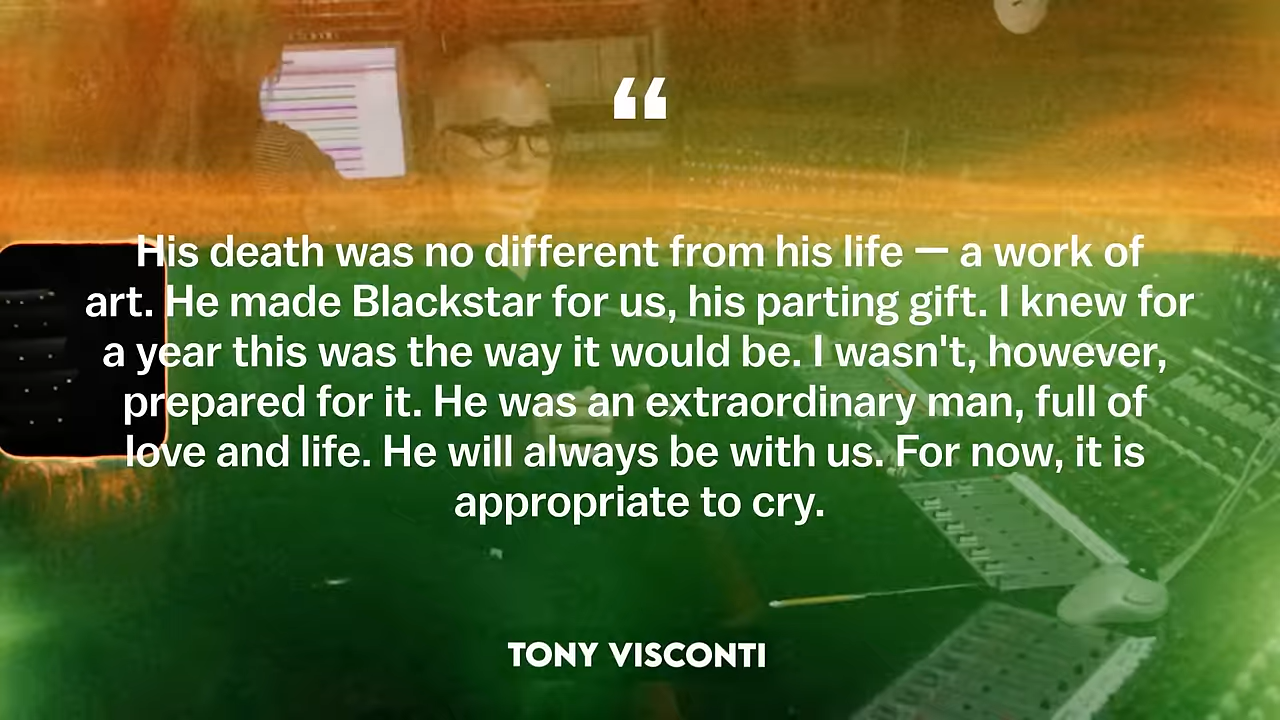 “
His death was no different from his life — a work of
art. He made Blackstar for us, his parting gift. I knew for
a year this was the way it would be. I wasn't, however,
prepared for it. He was an extraordinary man, full of
love and life. He will always be with us. For now, it is
appropriate to cry.
TONY VISCONTI